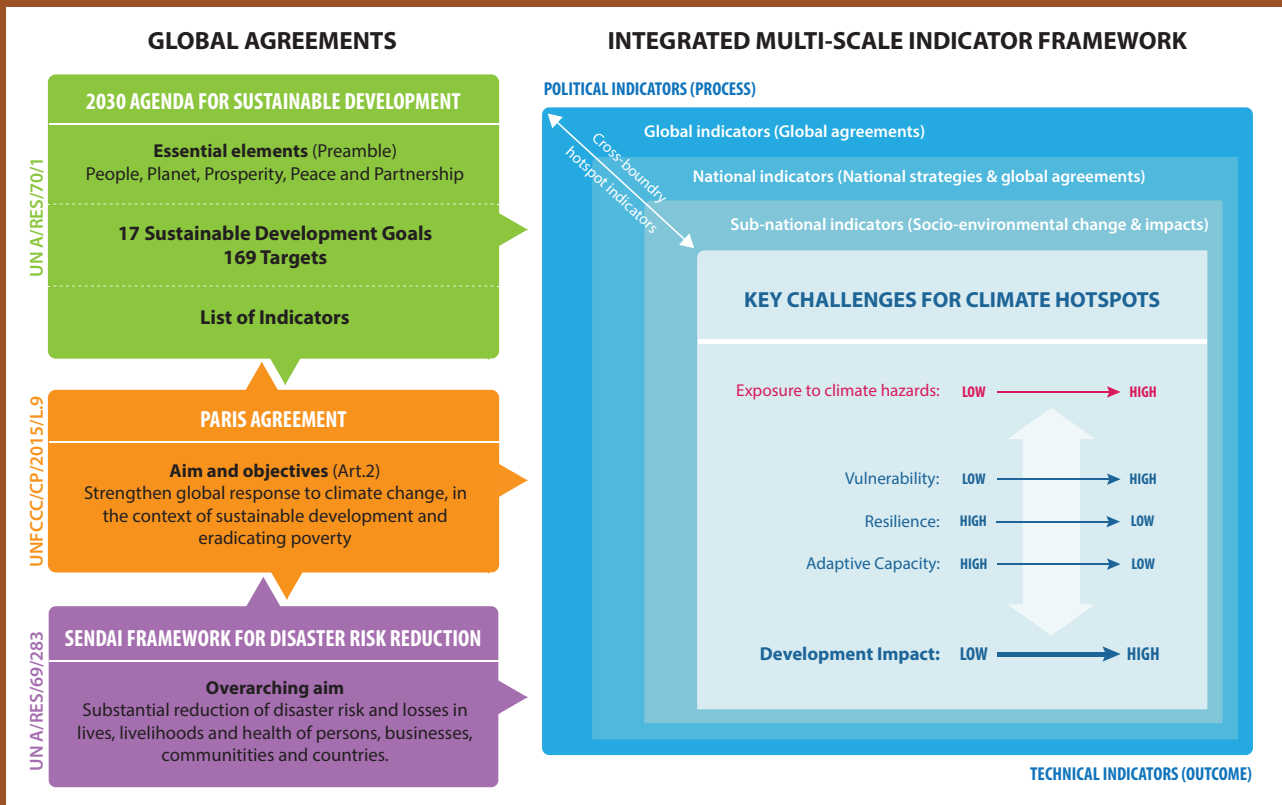 GLOBAL AGREEMENTS
UN A/RES/70/1
2030 AGENDA FOR SUSTAINABLE DEVELOPMENT
Essential elements (Preamble)
People, Planet, Prosperity, Peace and Partnership
17 Sustainable Development Goals
169 Targets
List of Indicators
UNFCCC/CP/2015/L.9
PARIS AGREEMENT
Aim and objectives (Art.2)
Strengthen global response to climate change, in
the context of sustainable development and
eradicating poverty
UN A/RES/69/283
SENDAI FRAMEWORK FOR DISASTER RISK REDUCTION
Overarching aim
Substantial reduction of disaster risk and losses in
lives, livelihoods and health of persons, businesses,
communitities and countries.
INTEGRATED MULTI-SCALE INDICATOR FRAMEWORK
POLITICAL INDICATORS (PROCESS)
Global indicators (Global agreements)
Cross-boundry
hotspot indicators
National indicators (National strategies & global agreements)
Sub-national indicators (Socio-environmental change & impacts)
KEY CHALLENGES FOR CLIMATE HOTSPOTS
Exposure to climate hazards: LOW HIGH
Vulnerability: LOW HIGH
Resilience: HIGH LOW
Adaptive Capacity: HIGH LOW
Development Impact: LOW HIGH
TECHNICAL INDICATORS (OUTCOME)